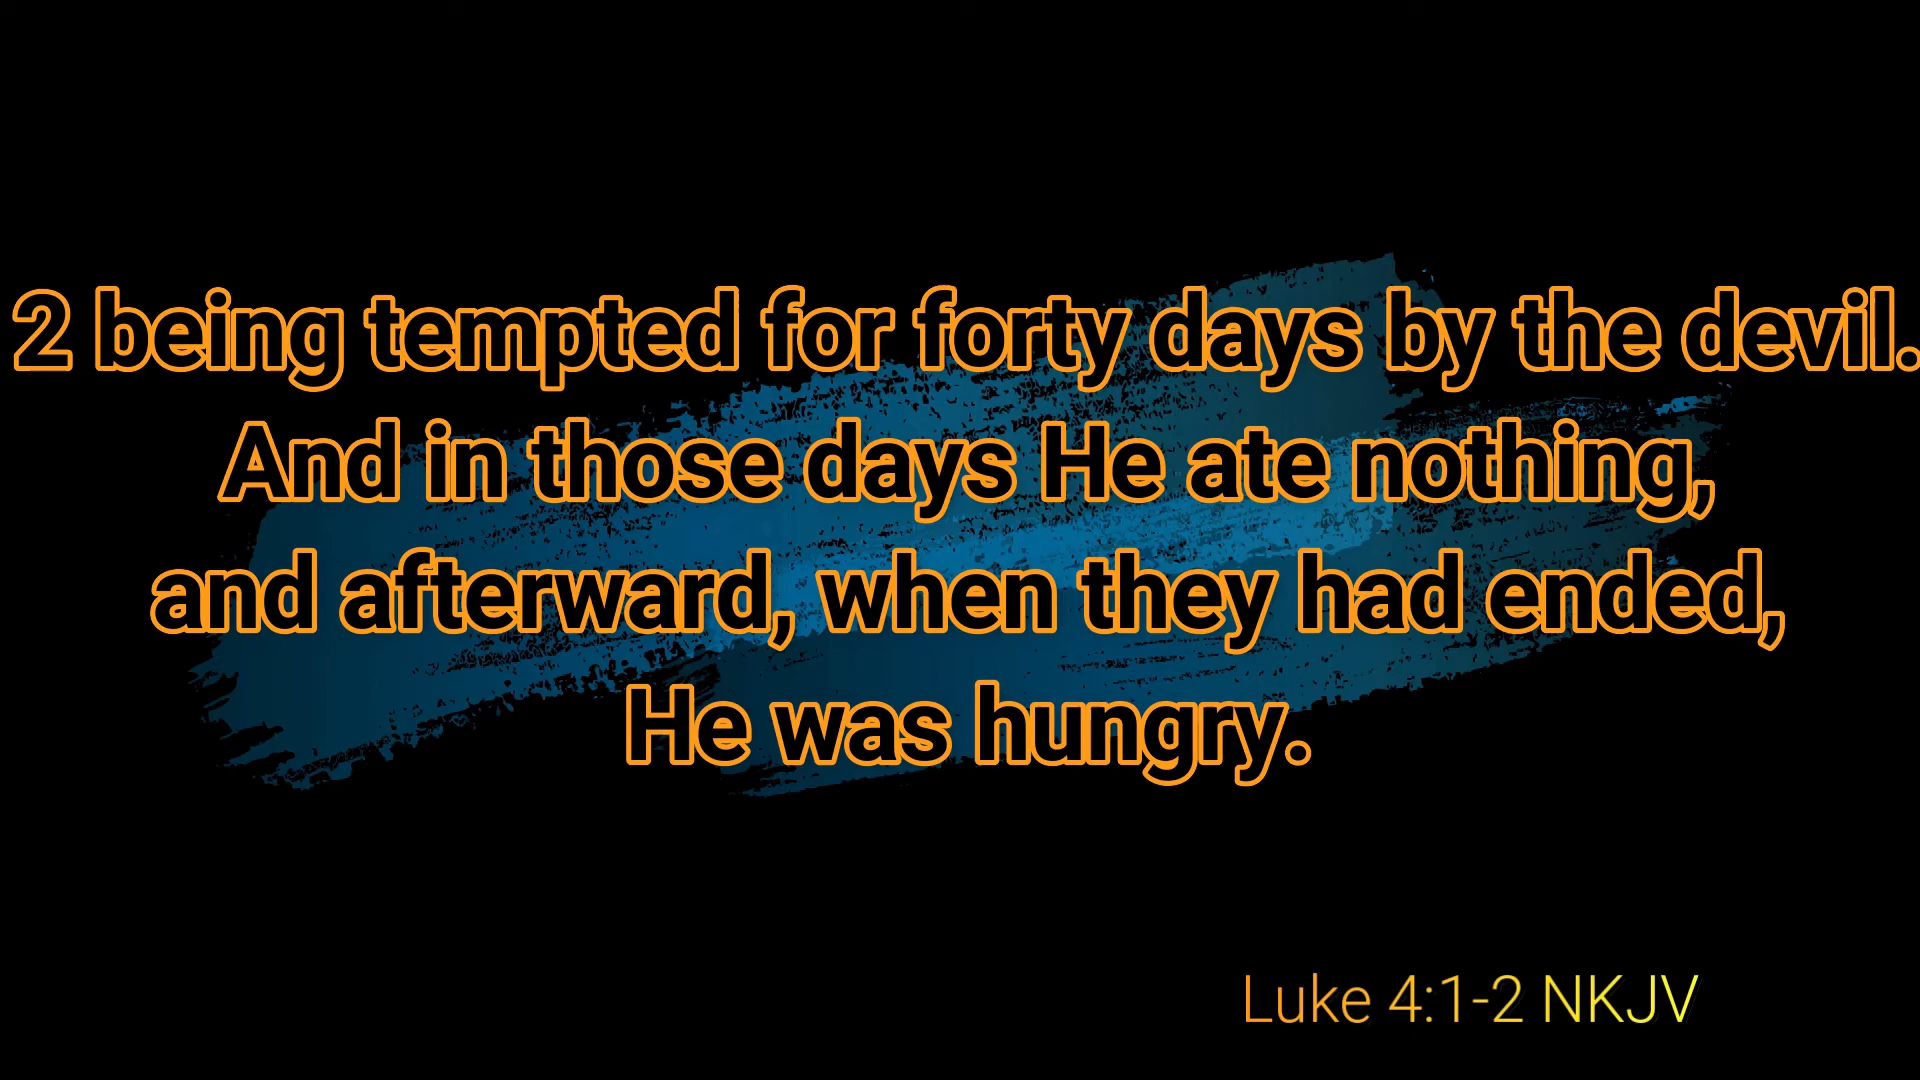 2 being tempted for forty days by the devil.
And in those days He ate nothing,
and afterward, when they had ended,
He was hungry.
Luke 4:1-2 NKJV